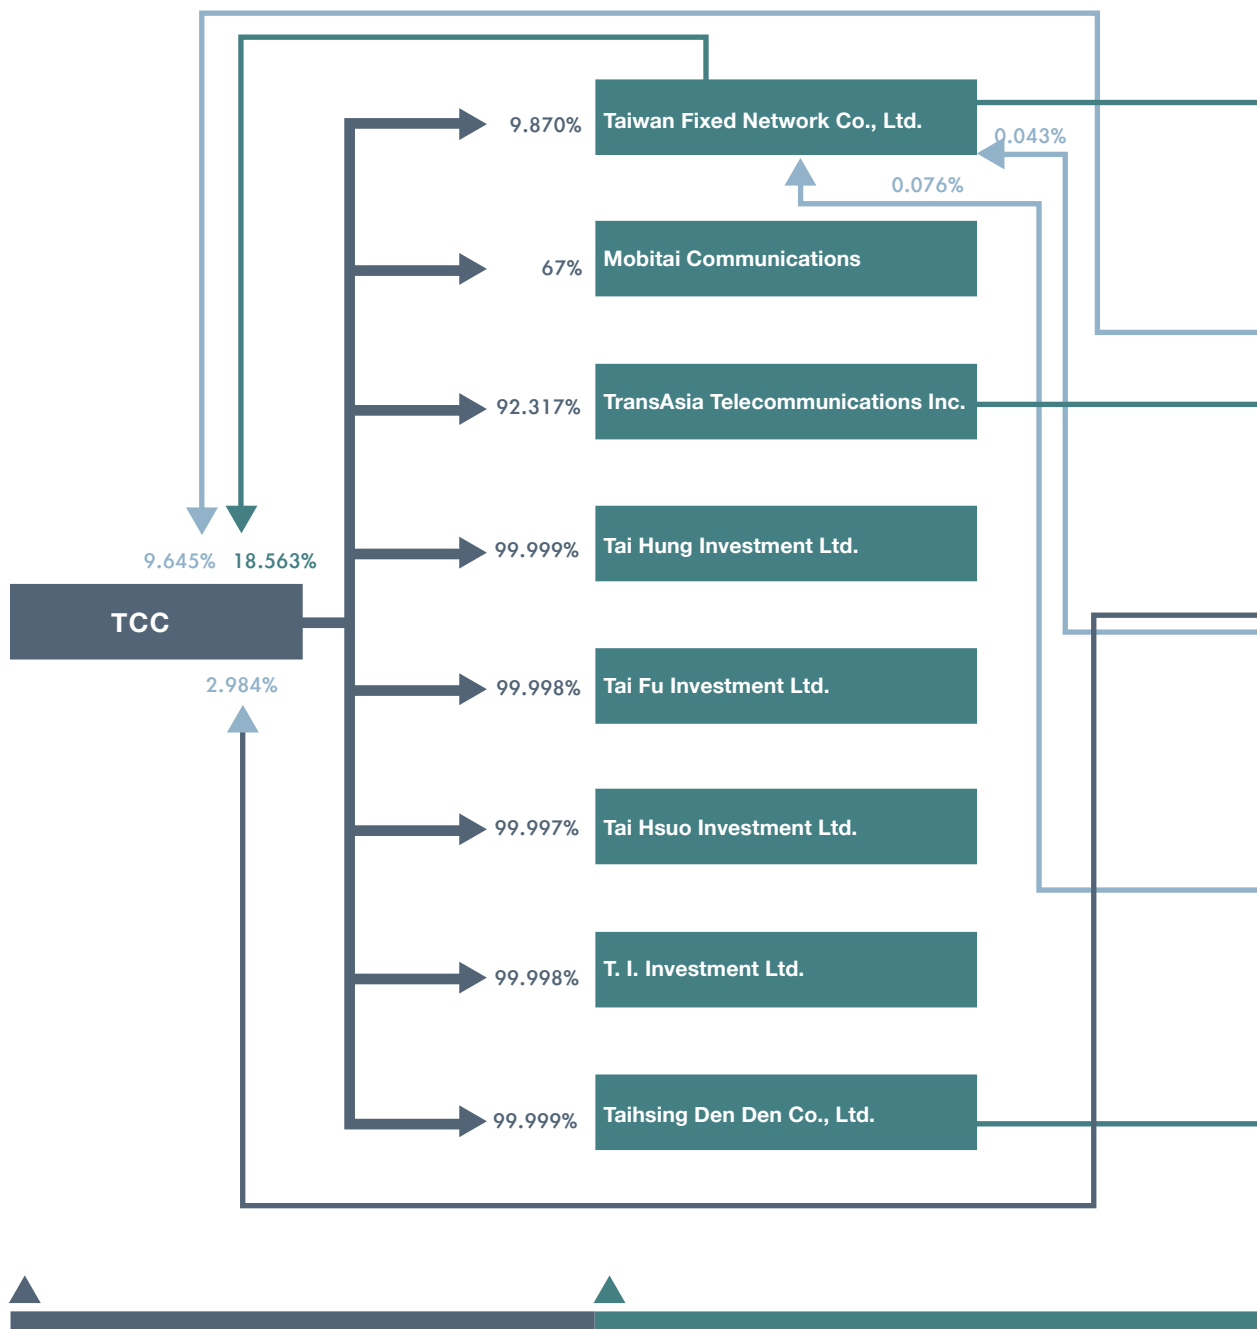 9.870%
Taiwan Fixed Network Co., Ltd.
0.043%
0.076%
67%
Mobitai Communications
92.317%
TransAsia Telecommunications Inc.
99.999%
Tai Hung Investment Ltd.
9.645%
18.563%
TCC
2.984%
99.998%
Tai Fu Investment Ltd.
99.997%
Tai Hsuo Investment Ltd.
99.998%
T. I. Investment Ltd.
99.999%
Taihsing Den Den Co., Ltd.